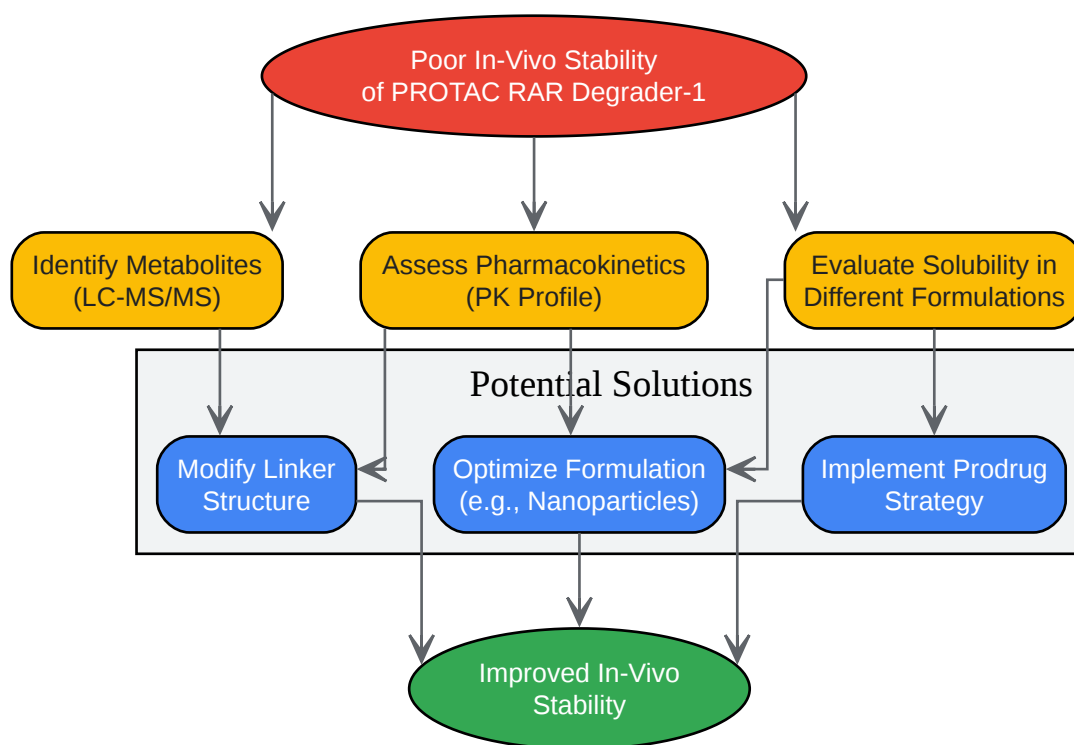 Poor In-Vivo Stability
of PROTAC RAR Degrader-1
Identify Metabolites
(LC-MS/MS)
Assess Pharmacokinetics
(PK Profile)
Evaluate Solubility in
Different Formulations
Potential Solutions
Modify Linker
Structure
Optimize Formulation
(e.g., Nanoparticles)
Implement Prodrug
Strategy
Improved In-Vivo
Stability